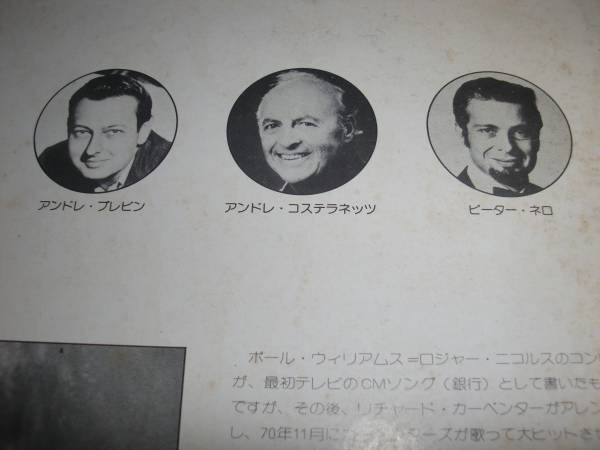 アンドレ・プレビン
アンドレ・コステラネッツ
ピーター・ネロ
ポール・ウィリアムス=ロジャー・ニコルスのコン
が、最初テレビのCMソング(銀行)として書いたも
ですが、その後、リチャード・カーペンターがアレン
し、70年11月に
ーズが歌って大ヒットさせ